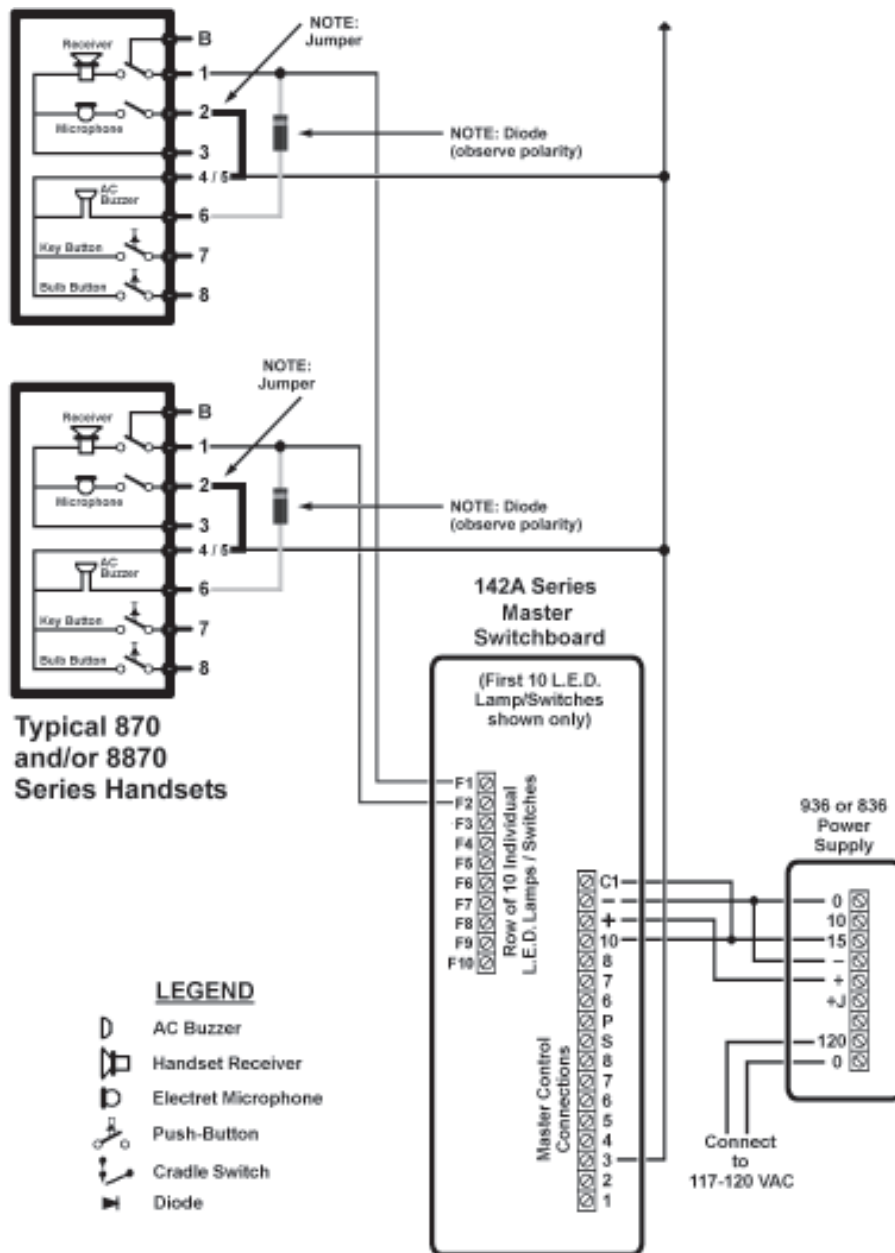 NOTE:
Jumper
Receiver
Microphone
AC
Buzzer
Key Button
Bulb Button
B
1
2
3
4 / 5
6
7
8
NOTE: Diode
(observe polarity)
NOTE:
Jumper
Receiver
Microphone
AC
Buzzer
Key Button
Bulb Button
B
1
2
3
4 / 5
6
7
8
NOTE: Diode
(observe polarity)
Typical 870
and/or 8870
Series Handsets
142A Series
Master
Switchboard
(First 10 L.E.D.
Lamp/Switches
shown only)
F1
F2
F3
F4
F5
F6
F7
F8
F9
F10
Row of 10 Individual
L.E.D. Lamps / Switches
Master Control
Connections
C1
-
+
10
8
7
6
P
S
8
7
6
5
4
3
2
1
936 or 836
Power
Supply
0
10
15
-
+
+J
120
0
Connect
to
117-120 VAC
LEGEND
AC Buzzer
Handset Receiver
Electret Microphone
Push-Button
Cradle Switch
Diode